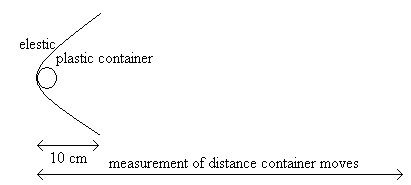 elestic
plastic container
10 cm
measurement of distance container moves